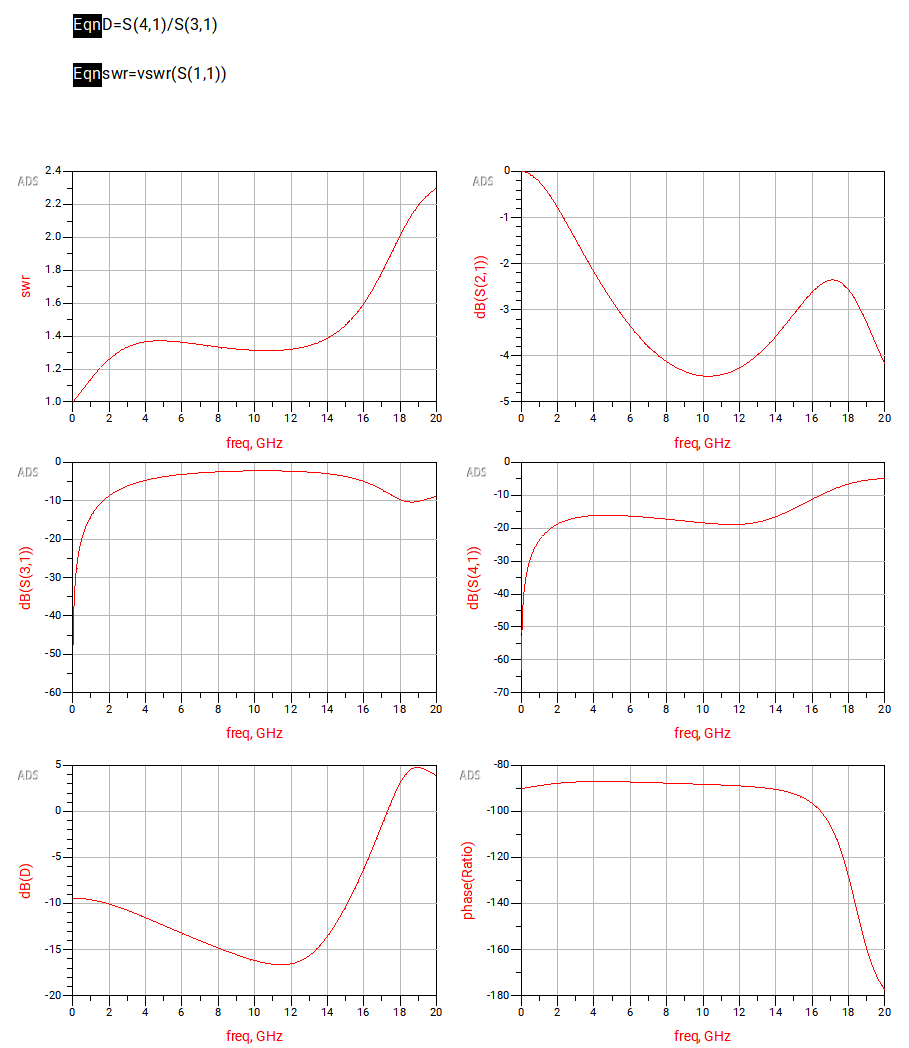 Eqn D=S(4,1)/S(3,1)
Eqn swr=vswr(S(1,1))
ADS
swr
2.4
2.2
2.0
1.8
1.6
1.4
1.2
1.0
0 2 4 6 8 10 12 14 16 18 20
freq, GHz
ADS
dB(S(2,1))
0
-1
-2
-3
-4
-5
0 2 4 6 8 10 12 14 16 18 20
freq, GHz
ADS
dB(S(3,1))
0
-10
-20
-30
-40
-50
-60
0 2 4 6 8 10 12 14 16 18 20
freq, GHz
ADS
dB(S(4,1))
0
-10
-20
-30
-40
-50
-60
-70
0 2 4 6 8 10 12 14 16 18 20
freq, GHz
ADS
dB(D)
5
0
-5
-10
-15
-20
0 2 4 6 8 10 12 14 16 18 20
freq, GHz
ADS
phase(Ratio)
-80
-100
-120
-140
-160
-180
0 2 4 6 8 10 12 14 16 18 20
freq, GHz